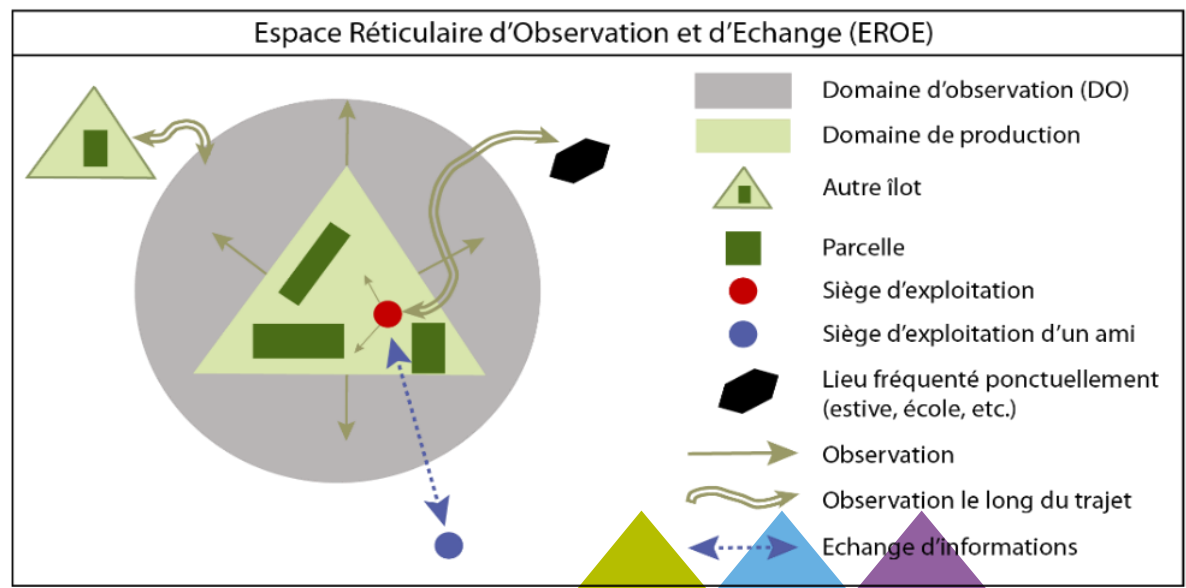 Espace Réticulaire d'Observation et d'Echange (EROE)
Domaine d'observation (DO)
Domaine de production
Autre îlot
Parcelle
Siège d'exploitation
Siège d'exploitation d'un ami
Lieu fréquenté ponctuellement
(estive, école, etc.)
Observation
Observation le long du trajet
Echange d'informations